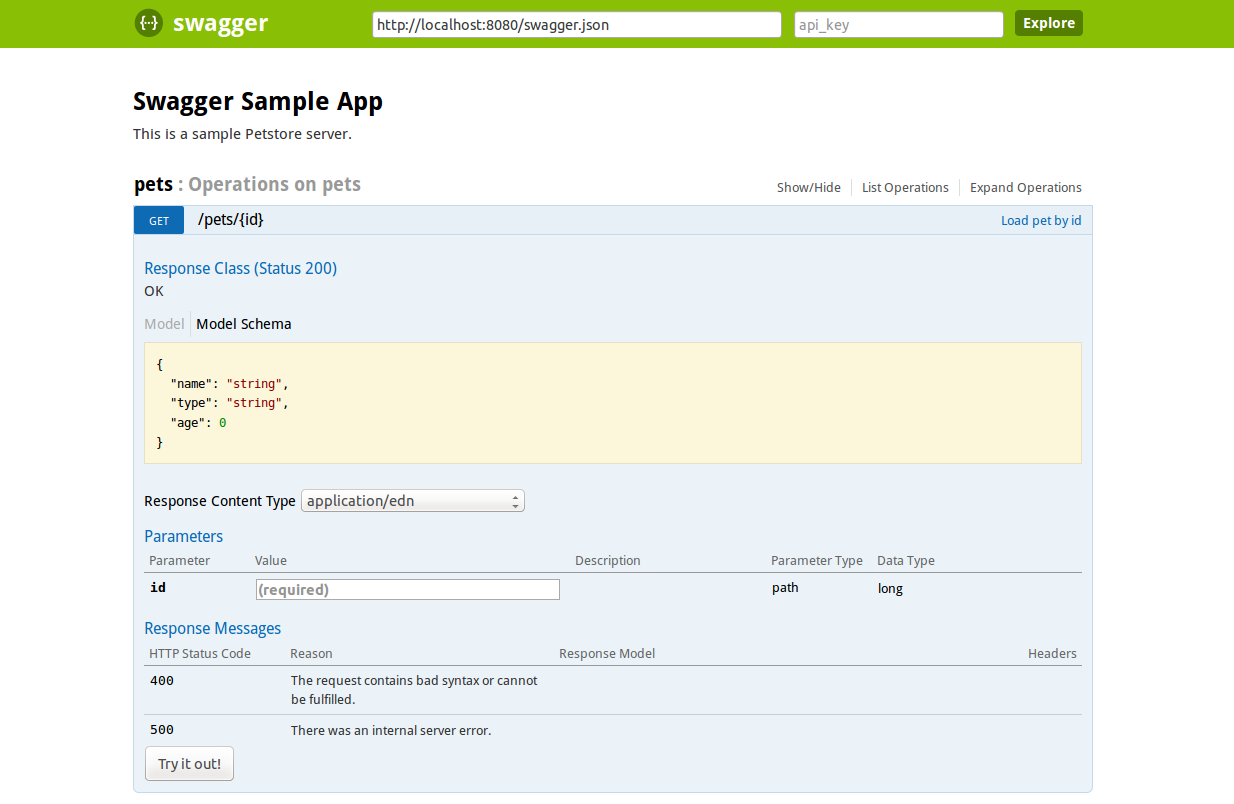 {··} swagger http://localhost:8080/swagger.json api_key Explore
Swagger Sample App
This is a sample Petstore server.
pets : Operations on pets Show/Hide List Operations Expand Operations
GET /pets/{id} Load pet by id
Response Class (Status 200)
OK
Model Model Schema
{
"name": "string",
"type": "string",
"age": 0
}
Response Content Type application/edn
Parameters
Parameter Value Description Parameter Type Data Type
id (required) path long
Response Messages
HTTP Status Code Reason Response Model Headers
400 The request contains bad syntax or cannot
be fulfilled.
500 There was an internal server error.
Try it out!